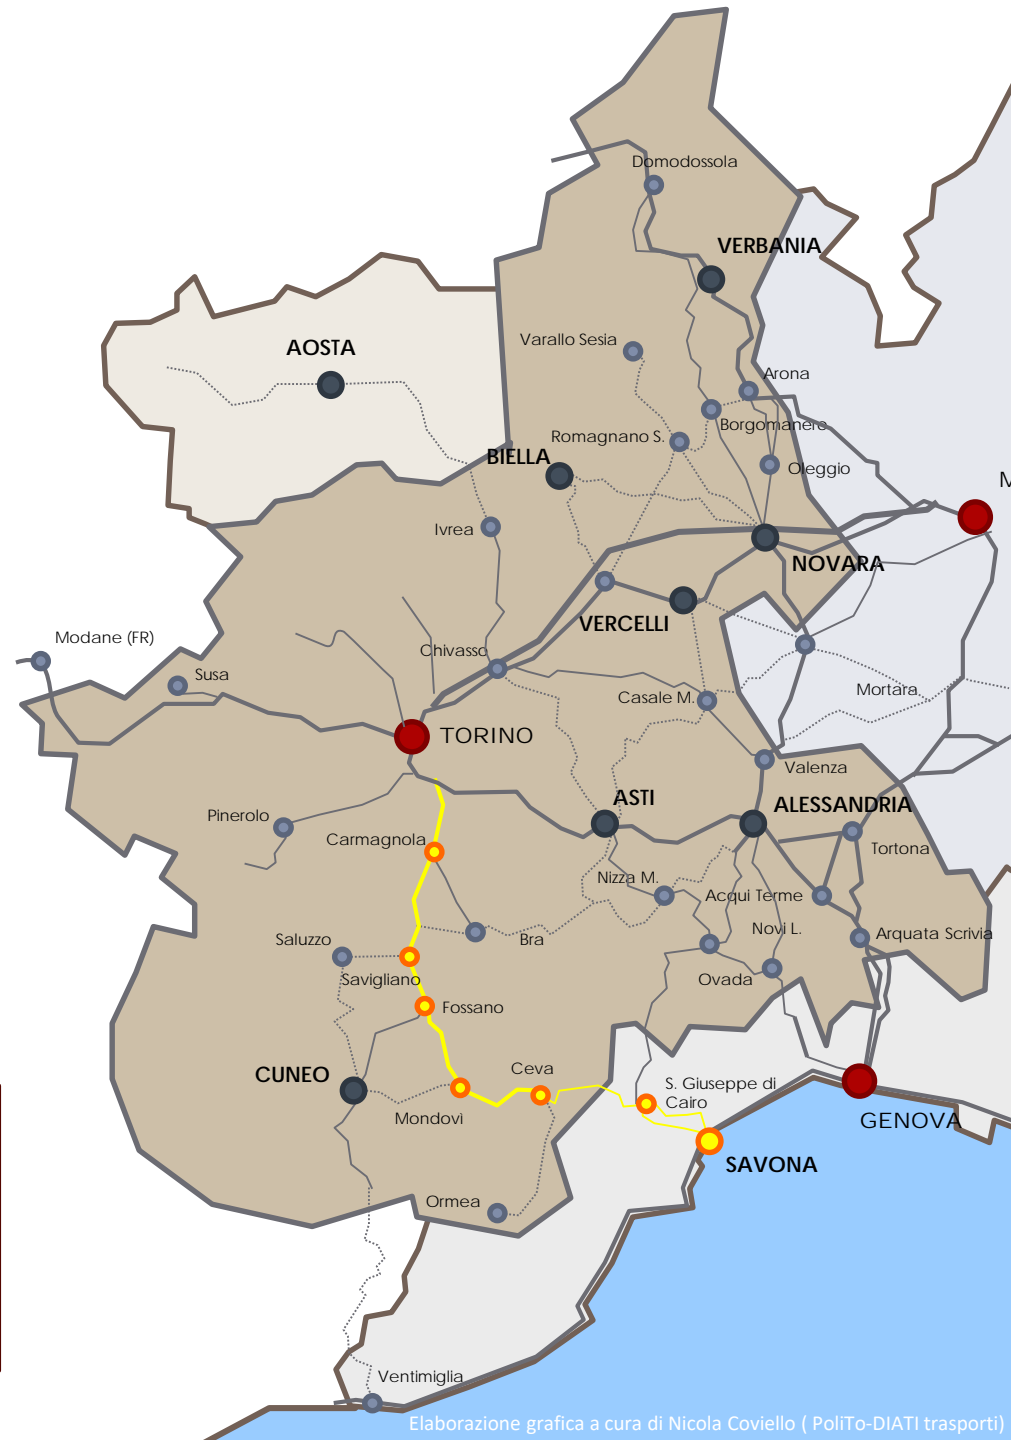 Domodossola
VERBANIA
Varallo Sesia
AOSTA
Arona
Borgomanero
Romagnano S.
BIELLA
Oleggio
M
Ivrea
NOVARA
VERCELLI
Modane (FR)
Chivasso
Susa
Casale M.
Mortara
TORINO
Valenza
ASTI
ALESSANDRIA
Pinerolo
Carmagnola
Tortona
Nizza M.
Acqui Terme
Novi L.
Arquata Scrivia
Saluzzo
Bra
Savigliano
Ovada
Fossano
CUNEO
Ceva
S. Giuseppe di
Cairo
Mondovì
GENOVA
SAVONA
Ormea
Ventimiglia
Elaborazione grafica a cura di Nicola Coviello ( PoliTo-DIATI trasporti)